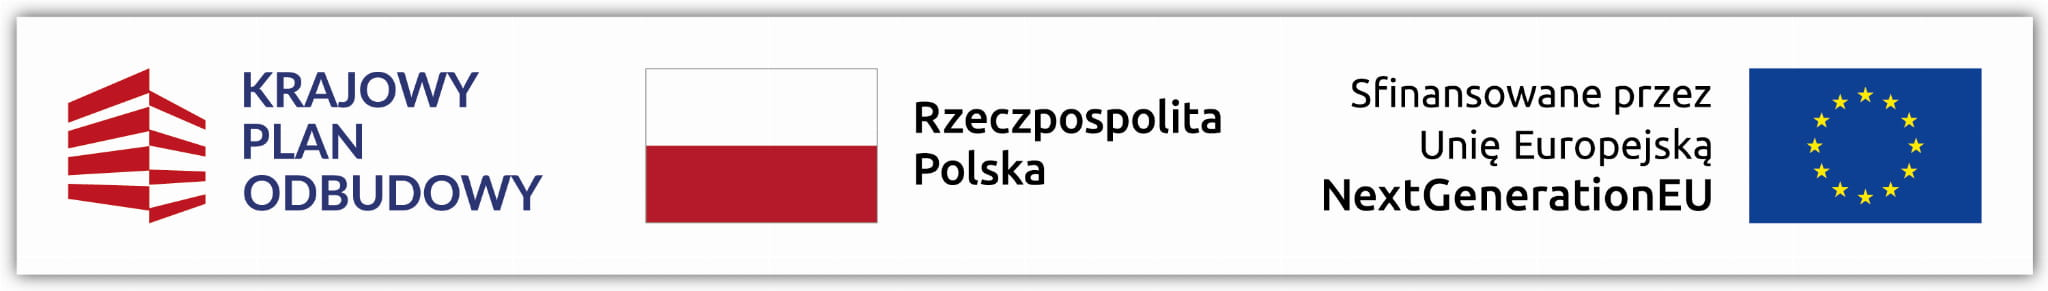 KRAJOWY
PLAN
ODBUDOWY
Rzeczpospolita
Polska
Sfinansowane przez
Unię Europejską
NextGenerationEU